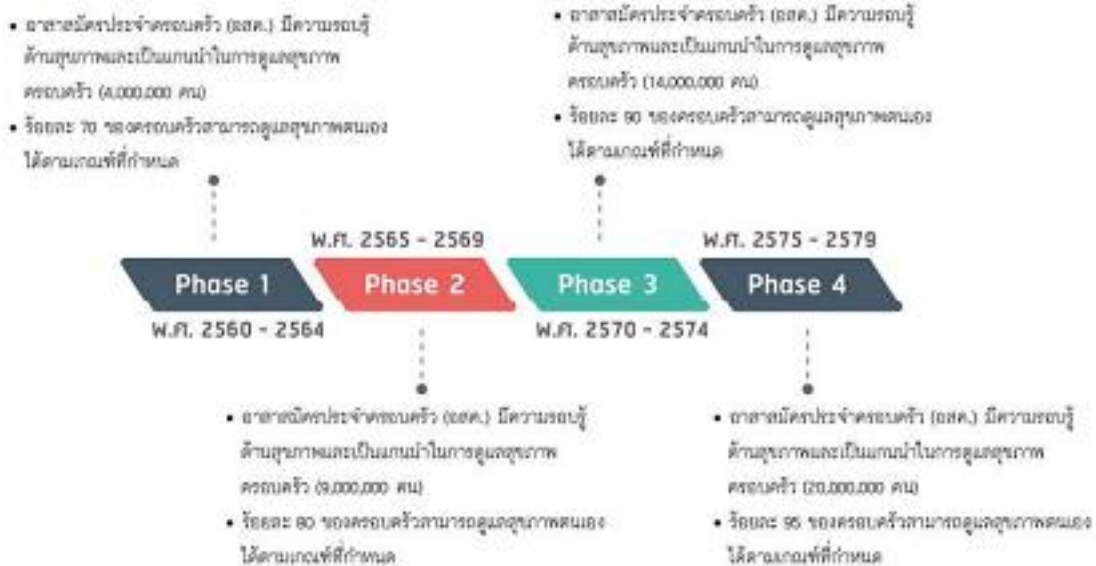 • อาสาสมัครประจำครอบครัว (อสค.) มีความรอบรู้
ด้านสุขภาพและเป็นแกนนำในการดูแลสุขภาพ
ครอบครัว (4,000,000 คน)
• ร้อยละ 70 ของครอบครัวสามารถดูแลสุขภาพตนเอง
ได้ตามเกณฑ์ที่กำหนด
• อาสาสมัครประจำครอบครัว (อสค.) มีความรอบรู้
ด้านสุขภาพและเป็นแกนนำในการดูแลสุขภาพ
ครอบครัว (14,000,000 คน)
• ร้อยละ 90 ของครอบครัวสามารถดูแลสุขภาพตนเอง
ได้ตามเกณฑ์ที่กำหนด
พ.ศ. 2565 - 2569
พ.ศ. 2575 - 2579
Phase 1
Phase 2
Phase 3
Phase 4
พ.ศ. 2560 - 2564
พ.ศ. 2570 - 2574
• อาสาสมัครประจำครอบครัว (อสค.) มีความรอบรู้
ด้านสุขภาพและเป็นแกนนำในการดูแลสุขภาพ
ครอบครัว (9,000,000 คน)
• ร้อยละ 80 ของครอบครัวสามารถดูแลสุขภาพตนเอง
ได้ตามเกณฑ์ที่กำหนด
• อาสาสมัครประจำครอบครัว (อสค.) มีความรอบรู้
ด้านสุขภาพและเป็นแกนนำในการดูแลสุขภาพ
ครอบครัว (20,000,000 คน)
• ร้อยละ 95 ของครอบครัวสามารถดูแลสุขภาพตนเอง
ได้ตามเกณฑ์ที่กำหนด